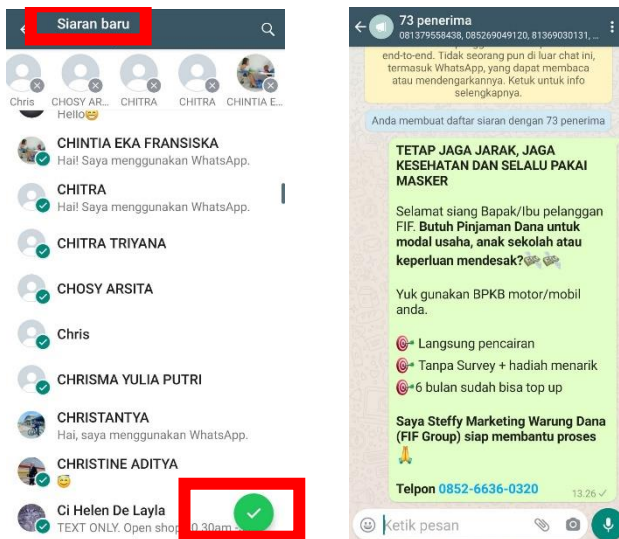 Siaran baru
Chris
CHOSY AR...
CHITRA
CHITRA
CHINTIA E...
Hello😄
CHINTIA EKA FRANSISKA
Hai! Saya menggunakan WhatsApp.
CHITRA
Hai! Saya menggunakan WhatsApp.
CHITRA TRIYANA
CHOSY ARSITA
Chris
CHRISMA YULIA PUTRI
CHRISTANTYA
Hai, saya menggunakan WhatsApp.
CHRISTINE ADITYA
😇
Ci Helen De Layla
TEXT ONLY. Open shop 10.30am -
73 penerima
081379558438, 085269049120, 81369030131, ...
end-to-end. Tidak seorang pun di luar chat ini,
termasuk WhatsApp, yang dapat membaca
atau mendengarkannya. Ketuk untuk info
selengkapnya.
Anda membuat daftar siaran dengan 73 penerima
TETAP JAGA JARAK, JAGA
KESEHATAN DAN SELALU PAKAI
MASKER
Selamat siang Bapak/Ibu pelanggan
FIF. Butuh Pinjaman Dana untuk
modal usaha, anak sekolah atau
keperluan mendesak?💸💸
Yuk gunakan BPKB motor/mobil
anda.
🎯 Langsung pencairan
🎯 Tanpa Survey + hadiah menarik
🎯6 bulan sudah bisa top up
Saya Steffy Marketing Warung Dana
(FIF Group) siap membantu proses
🙏
Telpon 0852-6636-0320
13.26
Ketik pesan